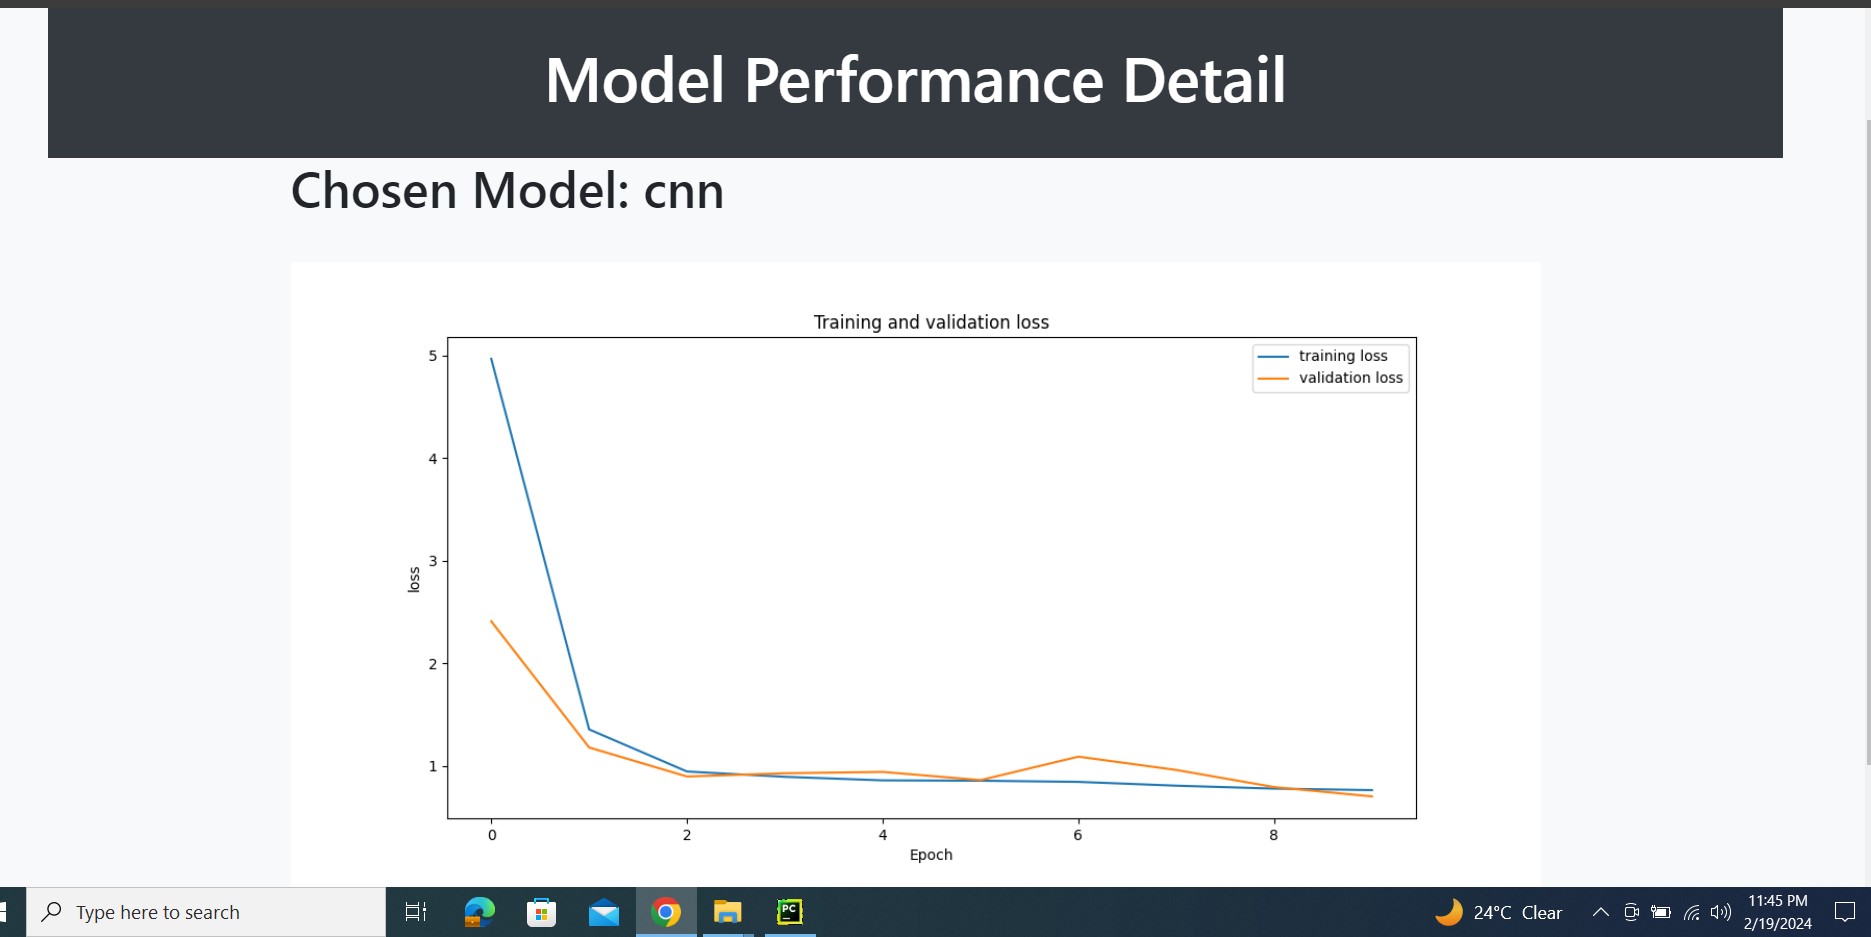 Model Performance Detail
Chosen Model: cnn
Training and validation loss
training loss
validation loss
5
4
3
2
1
loss
0 2 4 6 8
Epoch
Type here to search
PC
24°C Clear
11:45 PM
2/19/2024